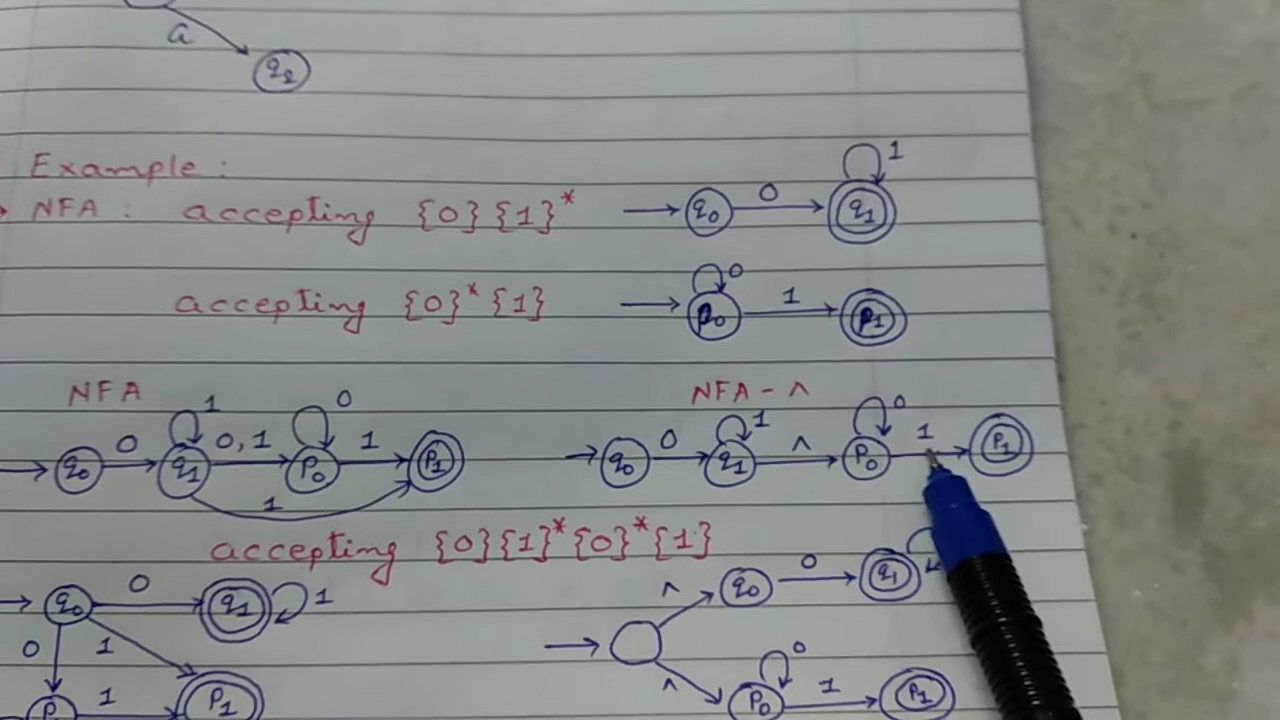 a
q2
Example :
NFA : accepting {0}{1}* q0 0 q1 1
accepting {0}*{1} p0 0 1 p1
NFA NFA - ^
q0 0 q1 1 0,1 p0 0 1 p1 1 q0 0 q1 1 ^ p0 0 1 p1
accepting {0}{1}*{0}*{1}
q0 0 q1 1 ^ q0 0 q1
0 1
P 1 P1 ^ p0 0 1 p1